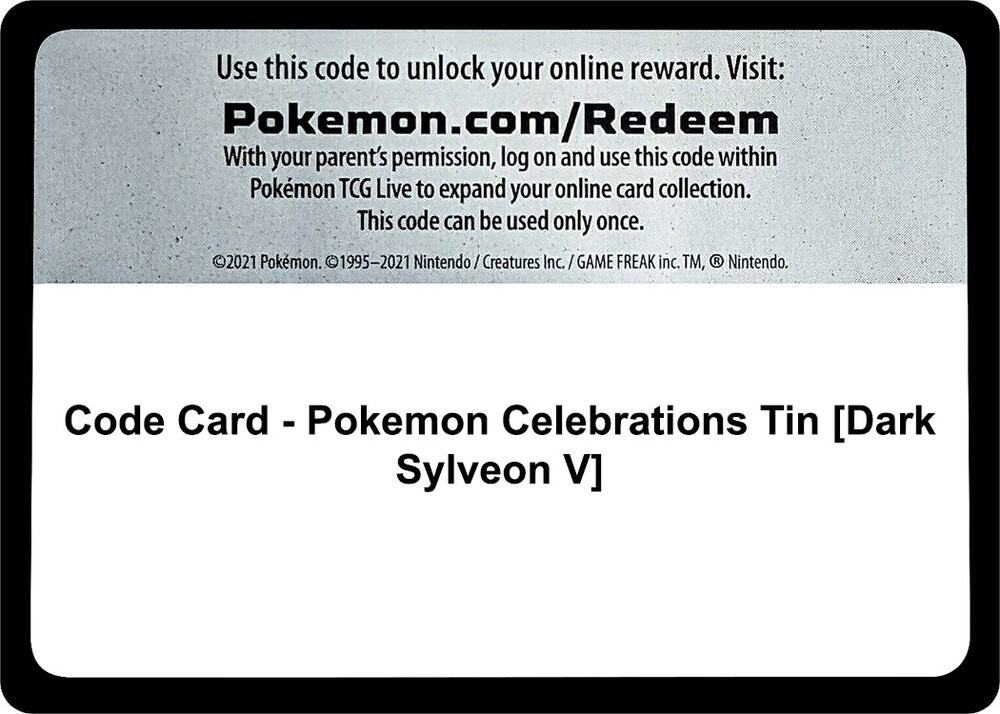 Use this code to unlock your online reward. Visit:
Pokemon.com/Redeem
With your parent's permission, log on and use this code within
Pokémon TCG Live to expand your online card collection.
This code can be used only once.
©2021 Pokémon. ©1995–2021 Nintendo / Creatures Inc. / GAME FREAK inc. TM, ® Nintendo.
Code Card - Pokemon Celebrations Tin [Dark
Sylveon V]